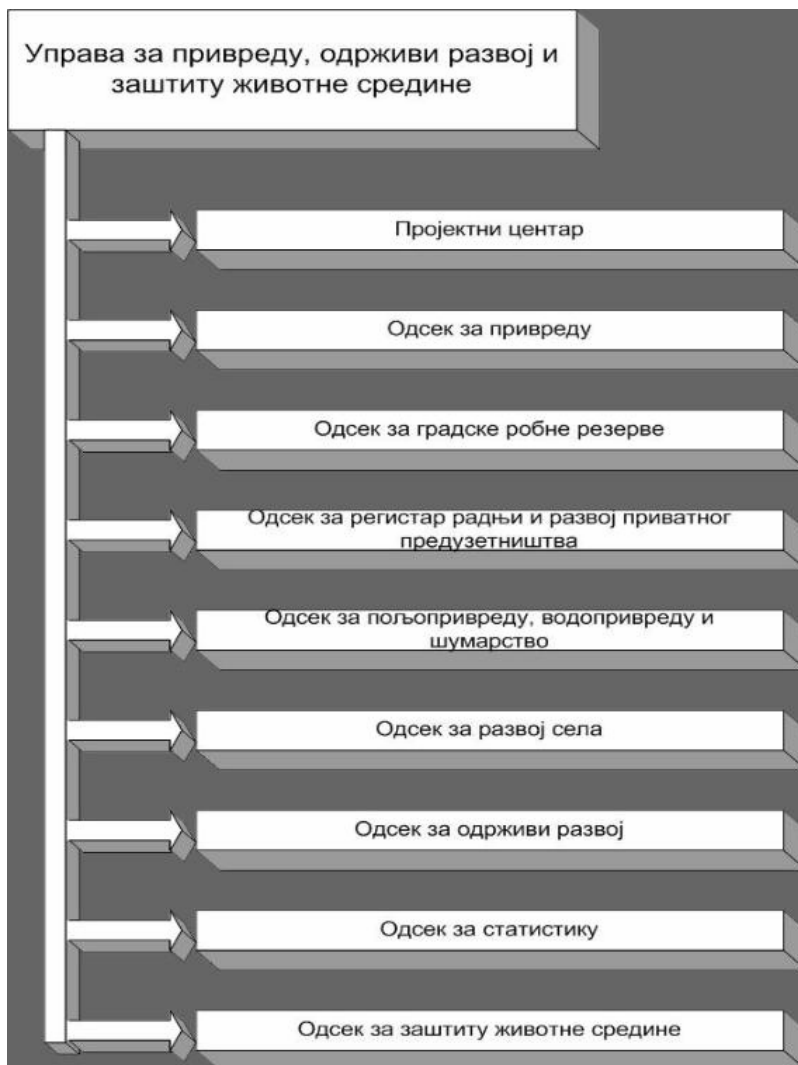 Управа за привреду, одрживи развој и
заштиту животне средине
Пројектни центар
Одсек за привреду
Одсек за градске робне резерве
Одсек за регистар радњи и развој приватног
предузетништва
Одсек за пољопривреду, водопривреду и
шумарство
Одсек за развој села
Одсек за одрживи развој
Одсек за статистику
Одсек за заштиту животне средине